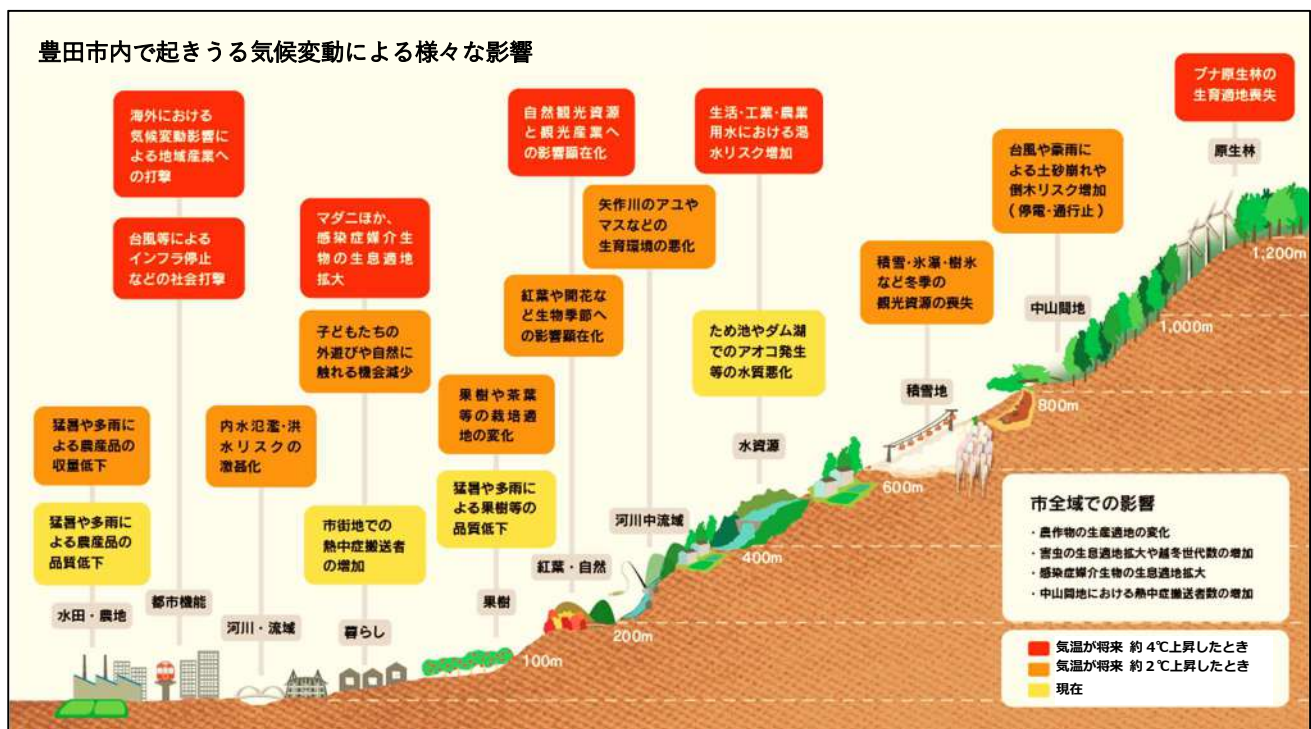 豊田市内で起きうる気候変動による様々な影響
海外における
気候変動影響に
よる地域産業へ
の打撃
台風等による
インフラ停止
などの社会打撃
都市機能
猛暑や多雨に
よる農産品の
収量低下
猛暑や多雨に
よる農産品の
品質低下
水田・農地
内水氾濫・洪
水リスクの
激甚化
河川・流域
マダニほか、
感染症媒介生
物の生息適地
拡大
子どもたちの
外遊びや自然に
触れる機会減少
市街地での
熱中症搬送者
の増加
暮らし
果樹や茶葉
等の栽培適
地の変化
猛暑や多雨に
よる果樹等の
品質低下
果樹
自然観光資源
と観光産業へ
の影響顕在化
紅葉や開花な
ど生物季節へ
の影響顕在化
紅葉・自然
矢作川のアユや
マスなどの
生育環境の悪化
河川中流域
生活・工業・農業
用水における渇
水リスク増加
ため池やダム湖
でのアオコ発生
等の水質悪化
水資源
積雪・氷瀑・樹氷
など冬季の
観光資源の喪失
積雪地
台風や豪雨に
よる土砂崩れや
倒木リスク増加
(停電・通行止)
中山間地
ブナ原生林の
生育適地喪失
原生林
100m
200m
400m
600m
800m
1,000m
1,200m
市全域での影響
・農作物の生産適地の変化
・害虫の生息適地拡大や越冬世代数の増加
・感染症媒介生物の生息適地拡大
・中山間地における熱中症搬送者数の増加
気温が将来 約4℃上昇したとき
気温が将来 約2℃上昇したとき
現在